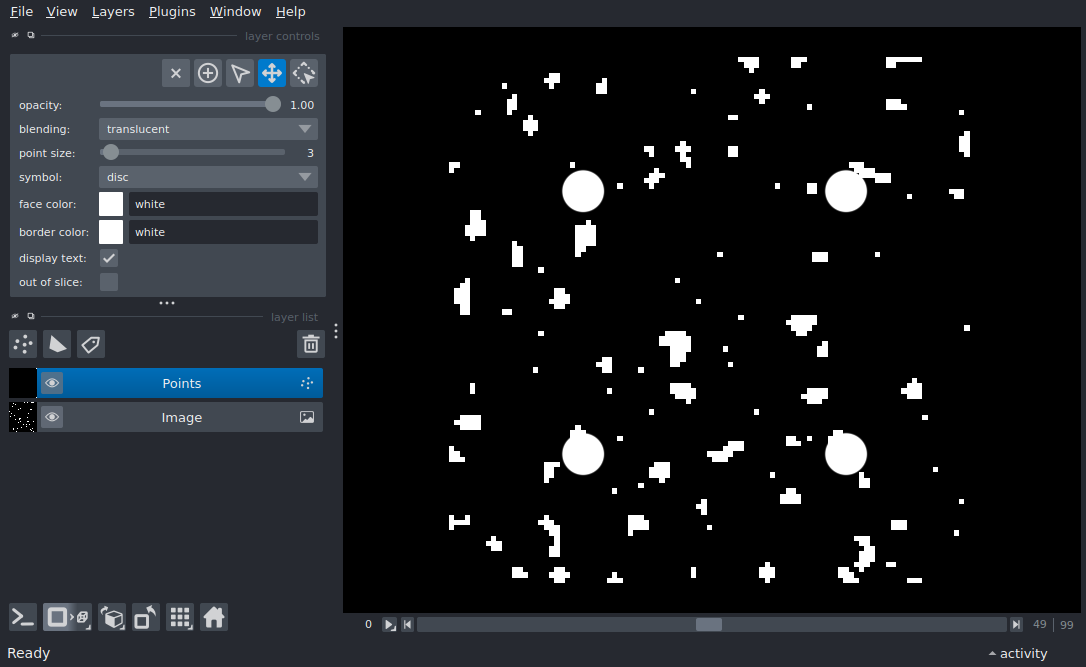 File View Layers Plugins Window Help
layer controls
opacity: 1.00
blending: translucent
point size: 3
symbol: disc
face color: white
border color: white
display text:
out of slice:
layer list
Points
Image
0 49 99
Ready activity